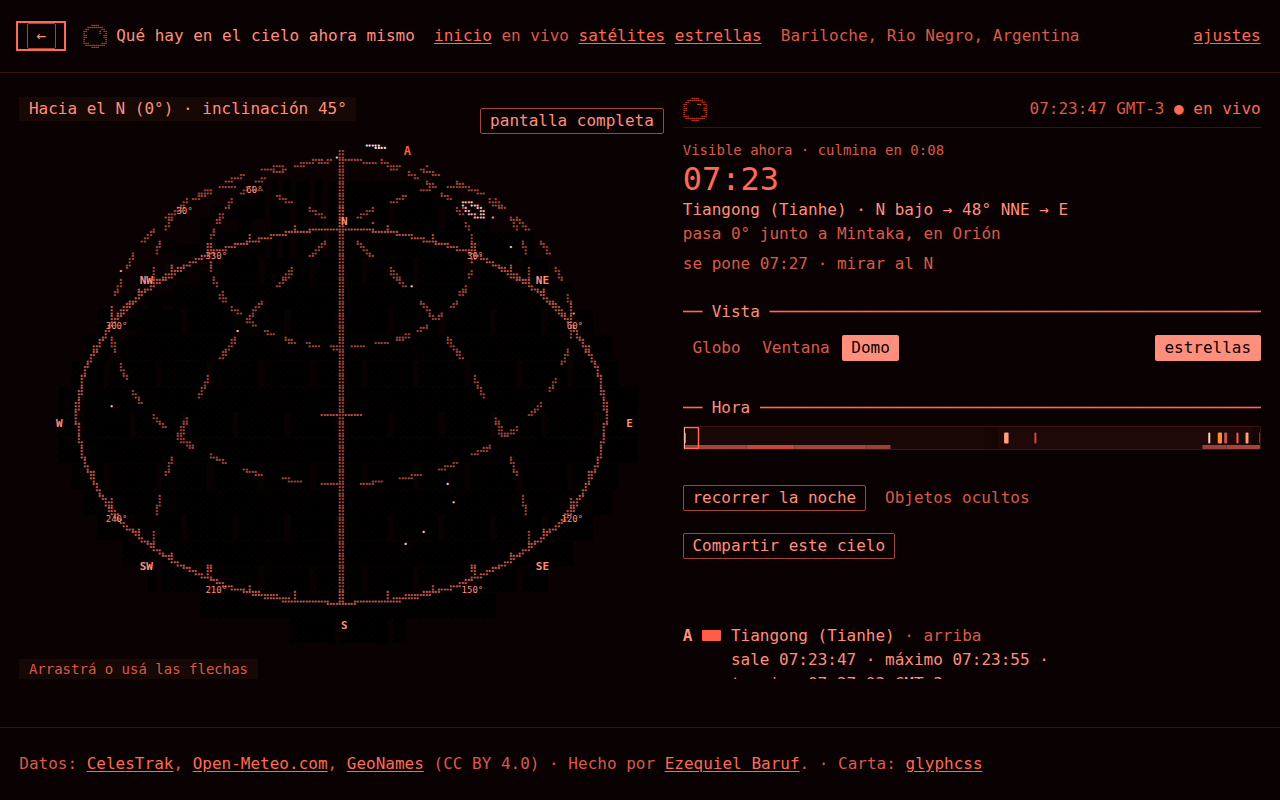 ← Qué hay en el cielo ahora mismo inicio en vivo satélites estrellas Bariloche, Rio Negro, Argentina ajustes
Hacia el N (0°) · inclinación 45°
pantalla completa
A
60°
30°
N
330°
30°
NW
NE
300°
60°
W
E
240°
120°
SW
SE
210°
150°
S
Arrastrá o usá las flechas
07:23:47 GMT-3 ● en vivo
Visible ahora · culmina en 0:08
07:23
Tiangong (Tianhe) · N bajo → 48° NNE → E
pasa 0° junto a Mintaka, en Orión
se pone 07:27 · mirar al N
Vista
Globo Ventana Domo estrellas
Hora
recorrer la noche Objetos ocultos
Compartir este cielo
A Tiangong (Tianhe) · arriba
sale 07:23:47 · máximo 07:23:55 ·
Datos: CelesTrak, Open-Meteo.com, GeoNames (CC BY 4.0) · Hecho por Ezequiel Baruf. · Carta: glyphcss